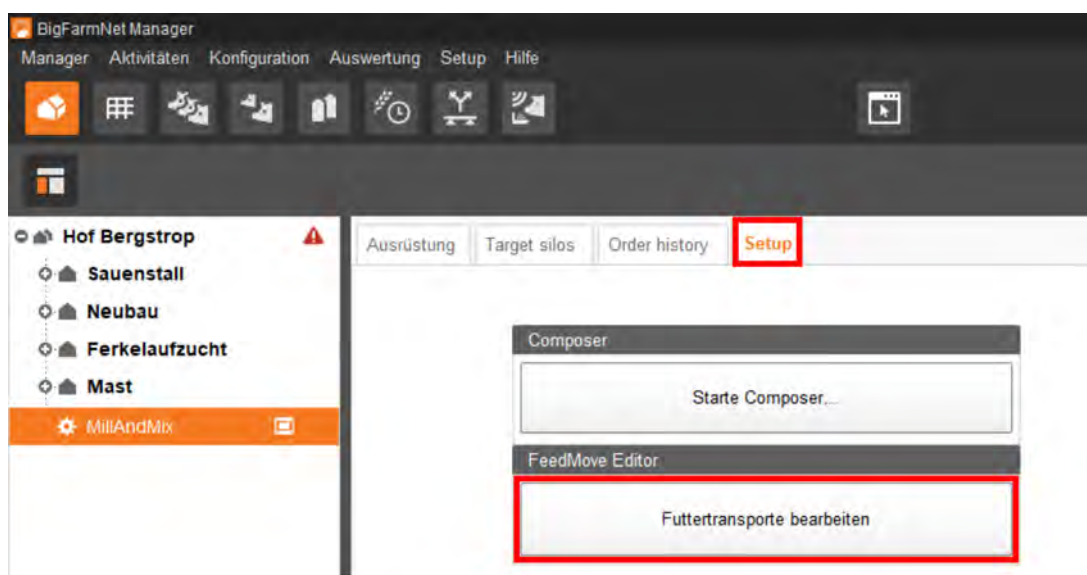 BigFarmNet Manager
Manager Aktivitäten Konfiguration Auswertung Setup Hilfe
Hof Bergstrop
Sauenstall
Neubau
Ferkelaufzucht
Mast
MillAndMix
Ausrüstung Target silos Order history Setup
Composer
Starte Composer...
FeedMove Editor
Futtertransporte bearbeiten